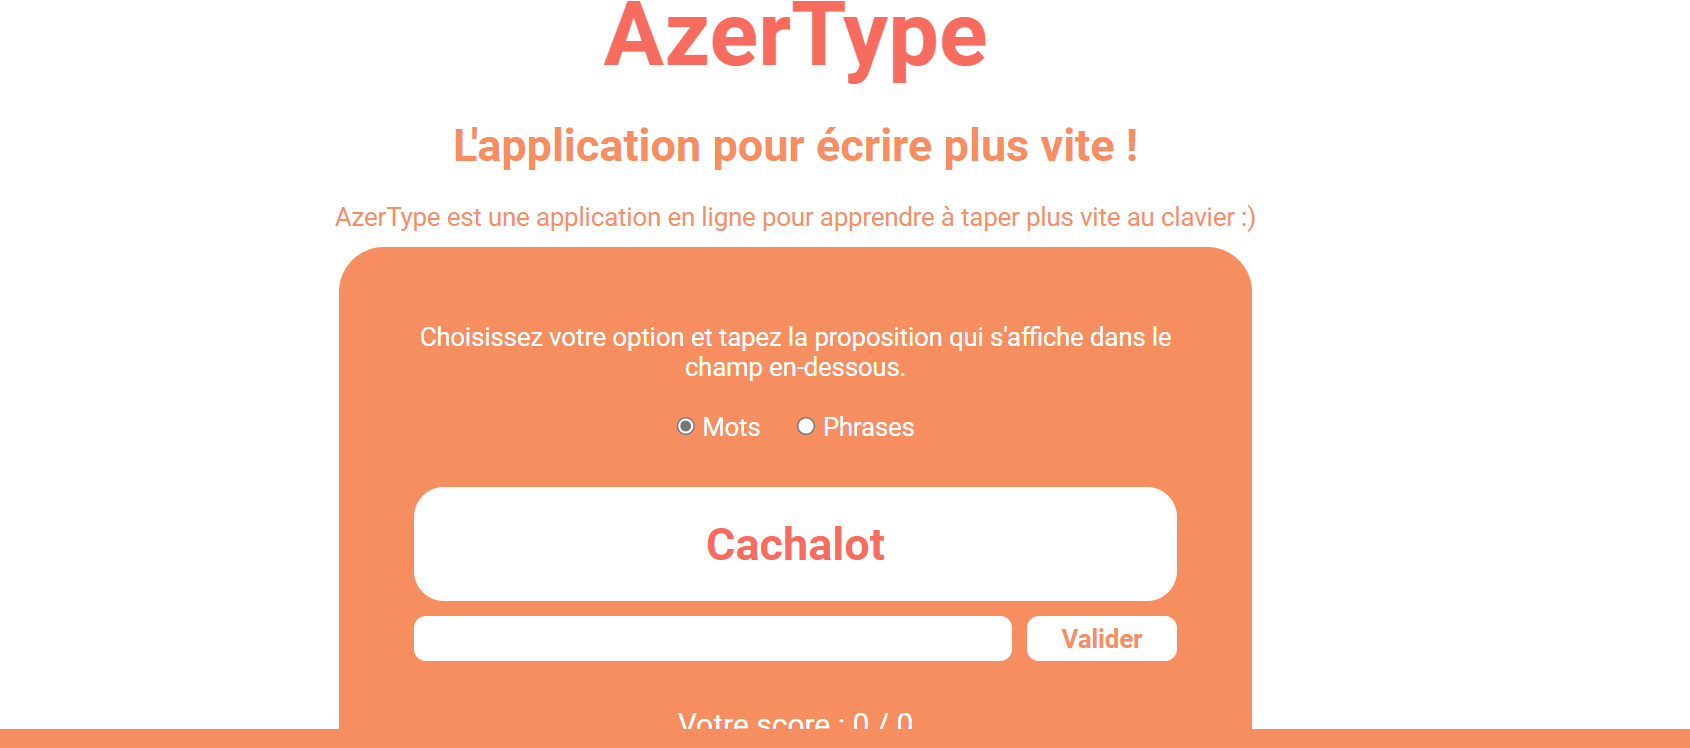 AzerType
L'application pour écrire plus vite !
AzerType est une application en ligne pour apprendre à taper plus vite au clavier :)
Choisissez votre option et tapez la proposition qui s'affiche dans le
champ en-dessous.
Mots Phrases
Cachalot
Valider
Votre score : 0 / 0